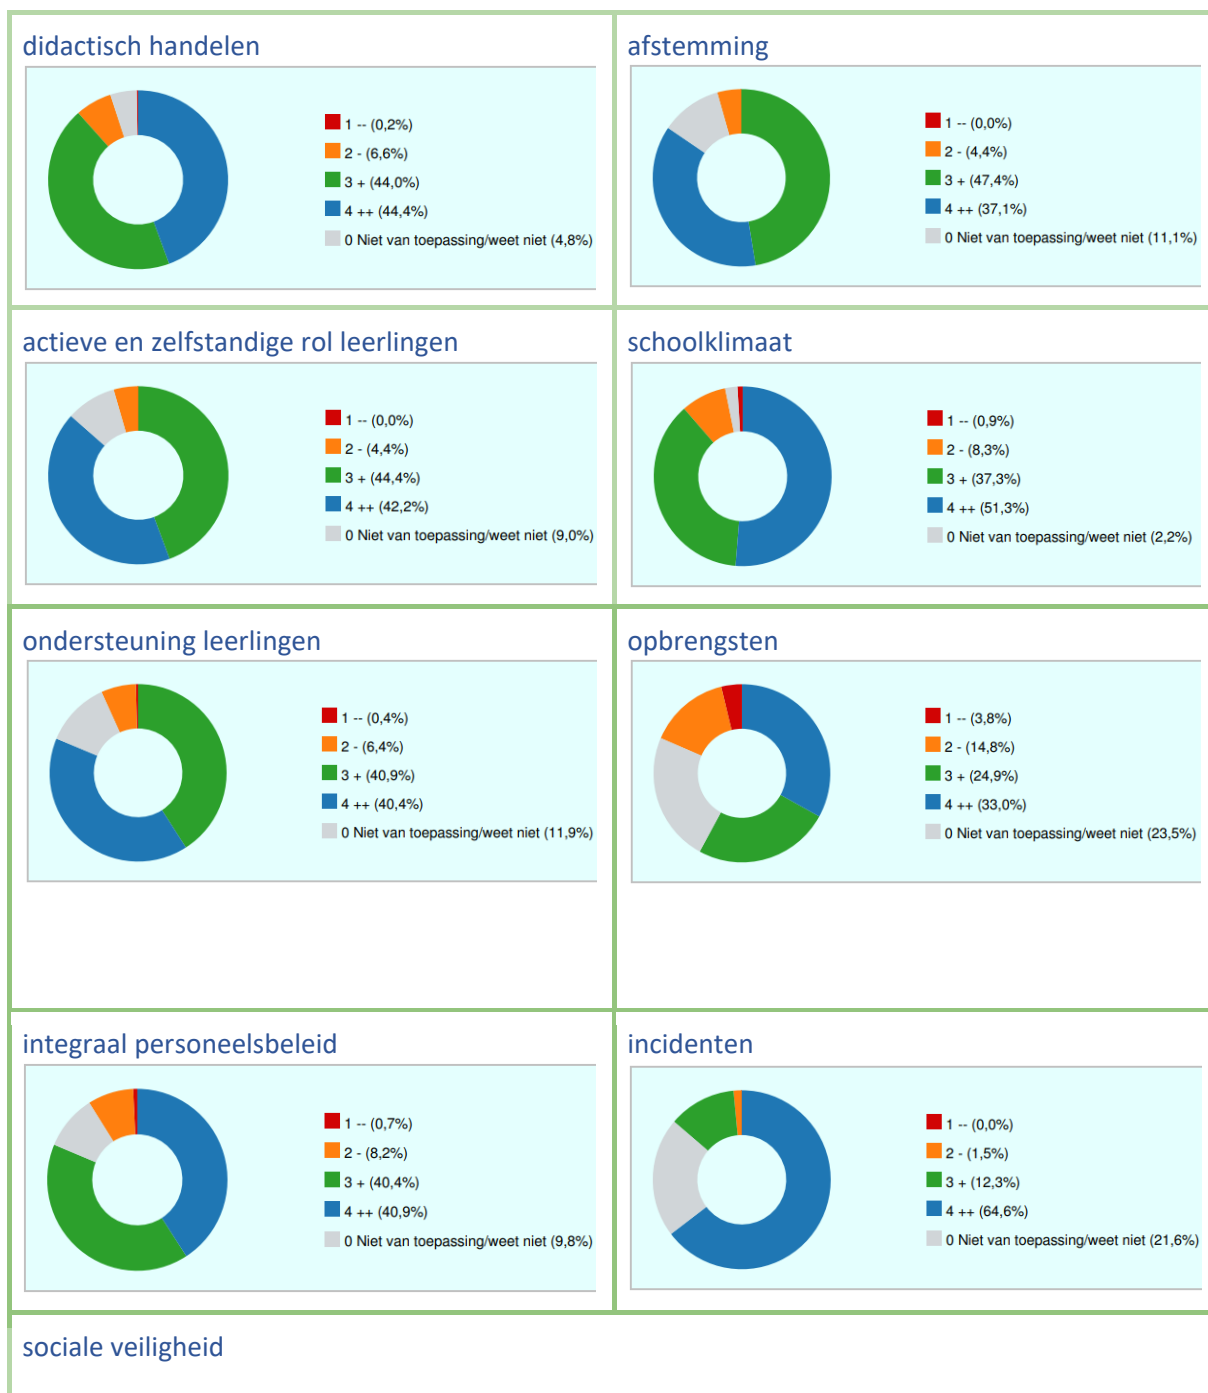 didactisch handelen
1 -- (0,2%)
2 - (6,6%)
3 + (44,0%)
4 ++ (44,4%)
0 Niet van toepassing/weet niet (4,8%)
afstemming
1 -- (0,0%)
2 - (4,4%)
3 + (47,4%)
4 ++ (37,1%)
0 Niet van toepassing/weet niet (11,1%)
actieve en zelfstandige rol leerlingen
1 -- (0,0%)
2 - (4,4%)
3 + (44,4%)
4 ++ (42,2%)
0 Niet van toepassing/weet niet (9,0%)
schoolklimaat
1 -- (0,9%)
2 - (8,3%)
3 + (37,3%)
4 ++ (51,3%)
0 Niet van toepassing/weet niet (2,2%)
ondersteuning leerlingen
1 -- (0,4%)
2 - (6,4%)
3 + (40,9%)
4 ++ (40,4%)
0 Niet van toepassing/weet niet (11,9%)
opbrengsten
1 -- (3,8%)
2 - (14,8%)
3 + (24,9%)
4 ++ (33,0%)
0 Niet van toepassing/weet niet (23,5%)
integraal personeelsbeleid
1 -- (0,7%)
2 - (8,2%)
3 + (40,4%)
4 ++ (40,9%)
0 Niet van toepassing/weet niet (9,8%)
incidenten
1 -- (0,0%)
2 - (1,5%)
3 + (12,3%)
4 ++ (64,6%)
0 Niet van toepassing/weet niet (21,6%)
sociale veiligheid